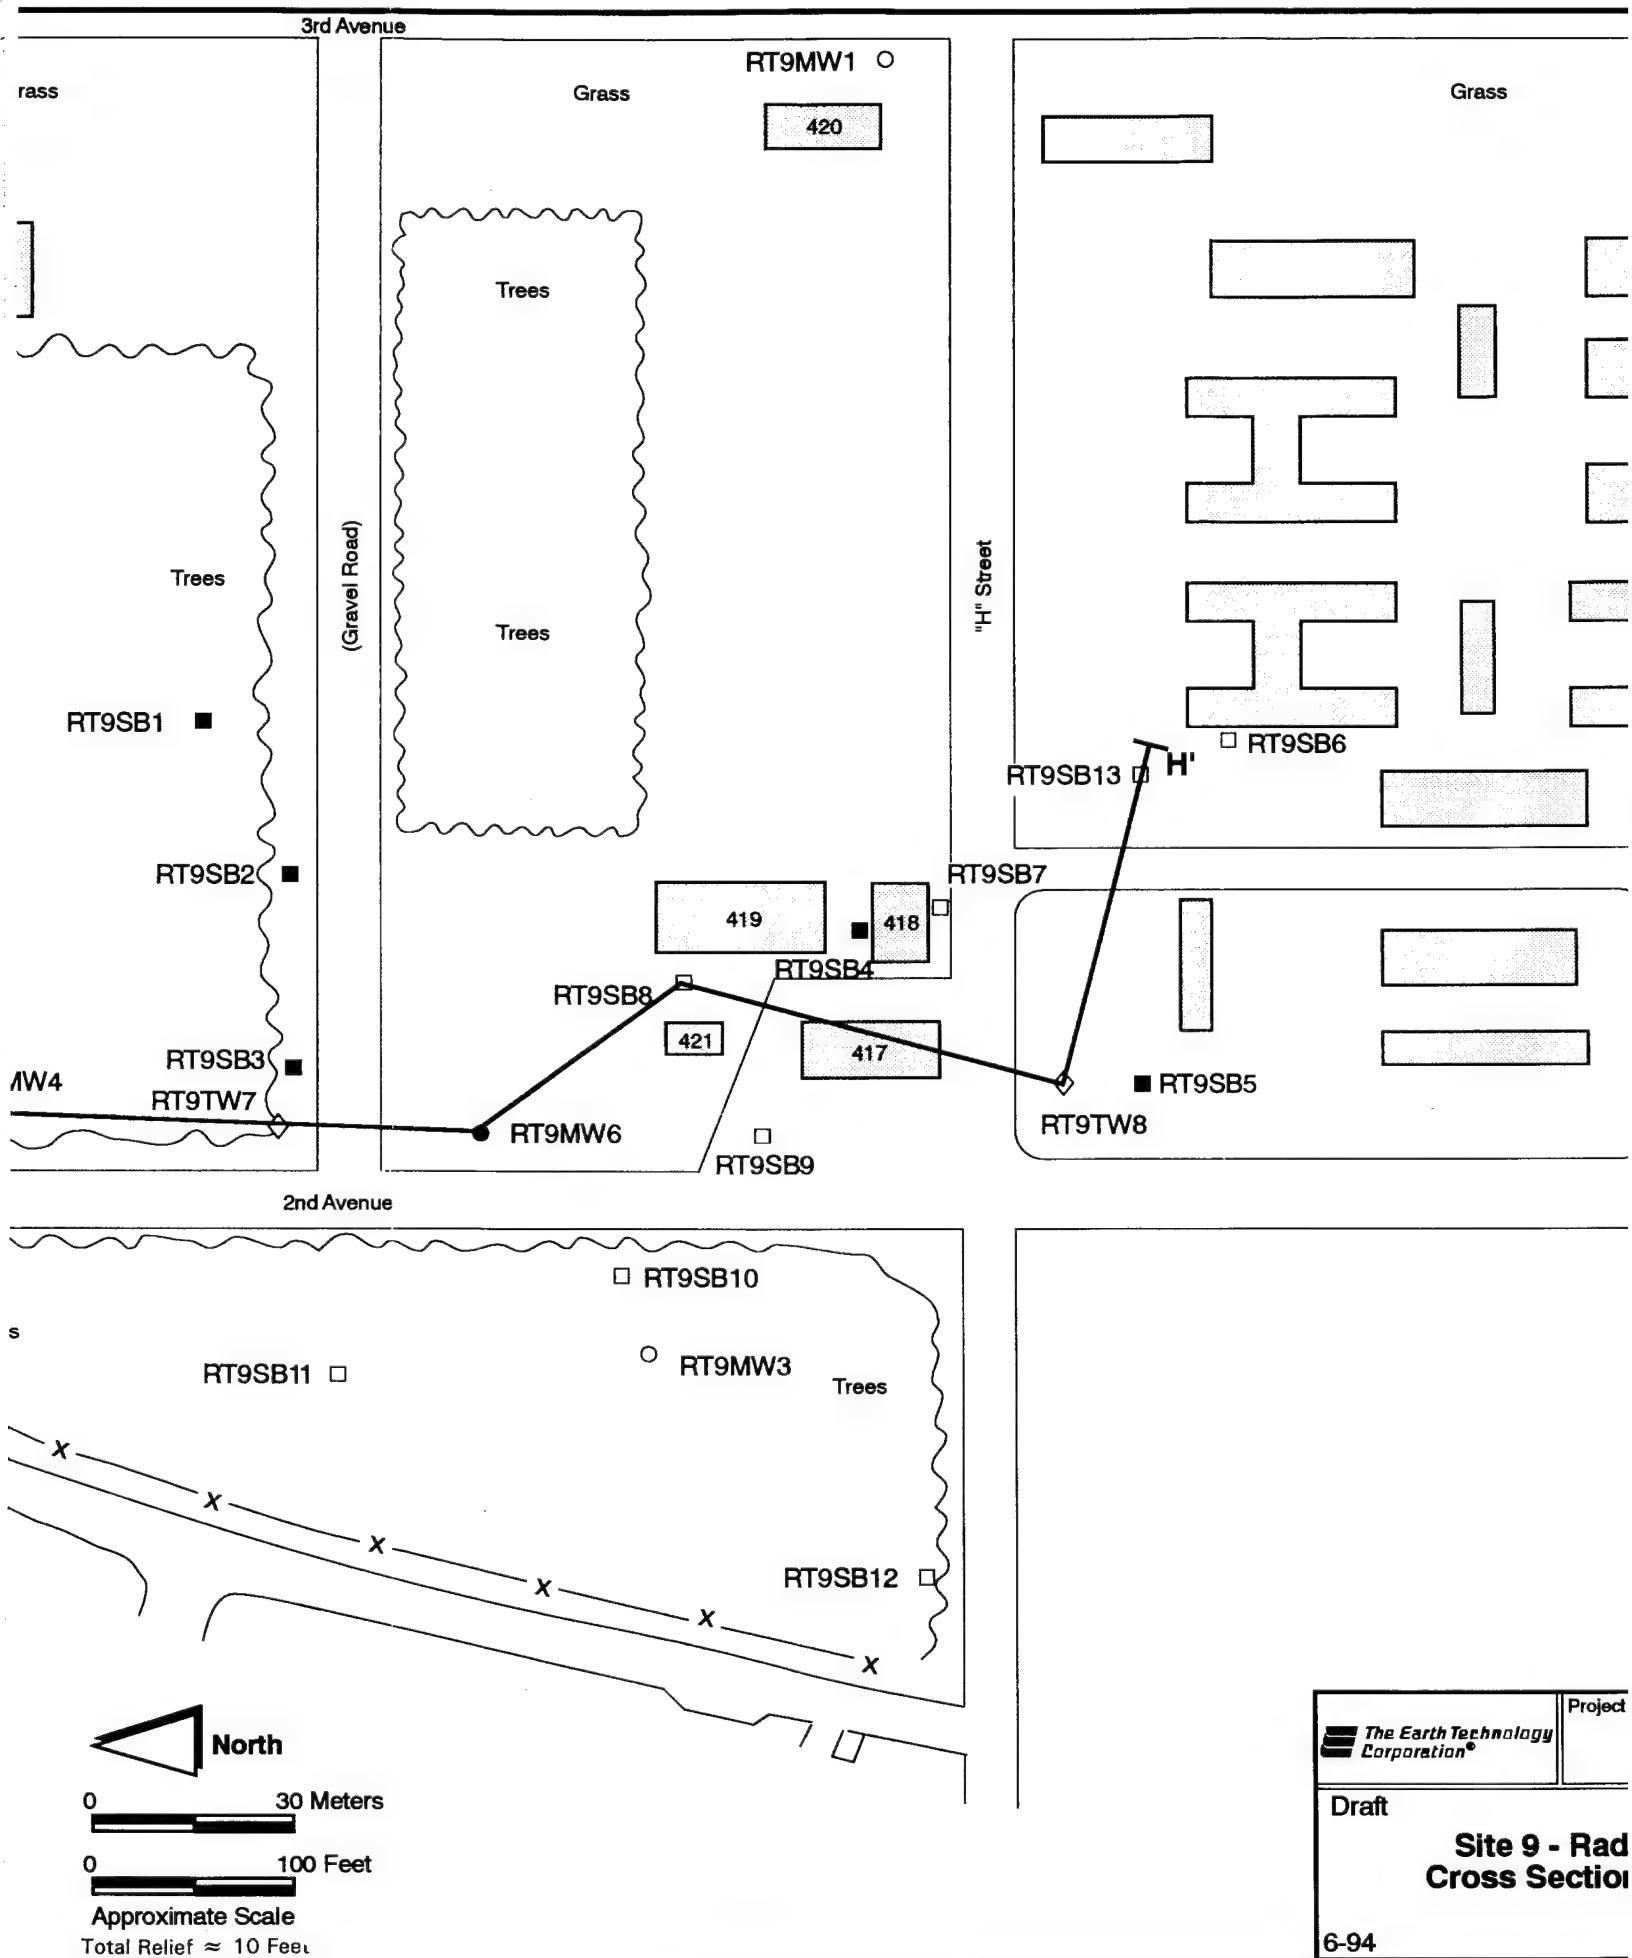 3rd Avenue
RT9MW1
rass
Grass
Grass
420
Trees
(Gravel Road)
"H" Street
Trees
Trees
RT9SB1
RT9SB6
H'
RT9SB13
RT9SB2
RT9SB7
419
418
RT9SB4
RT9SB8
421
417
RT9SB3
MW4
RT9TW7
RT9SB5
RT9TW8
RT9MW6
RT9SB9
2nd Avenue
RT9SB10
s
RT9SB11
RT9MW3
Trees
X
X
X
X
X
X
RT9SB12
North
0 30 Meters
0 100 Feet
Approximate Scale
Total Relief ≈ 10 Feet
The Earth Technology
Corporation®
Project
Draft
Site 9 - Rad
Cross Section
6-94